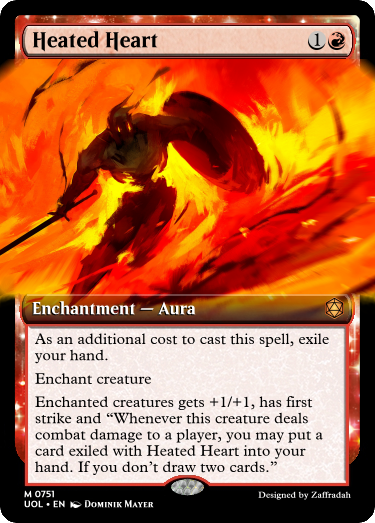 Heated Heart
1
Enchantment — Aura
As an additional cost to cast this spell, exile
your hand.
Enchant creature
Enchanted creatures gets +1/+1, has first
strike and “Whenever this creature deals
combat damage to a player, you may put a
card exiled with Heated Heart into your
hand. If you don’t draw two cards.”
M 0751
UOL • EN Dominik Mayer
Designed by Zaffradah